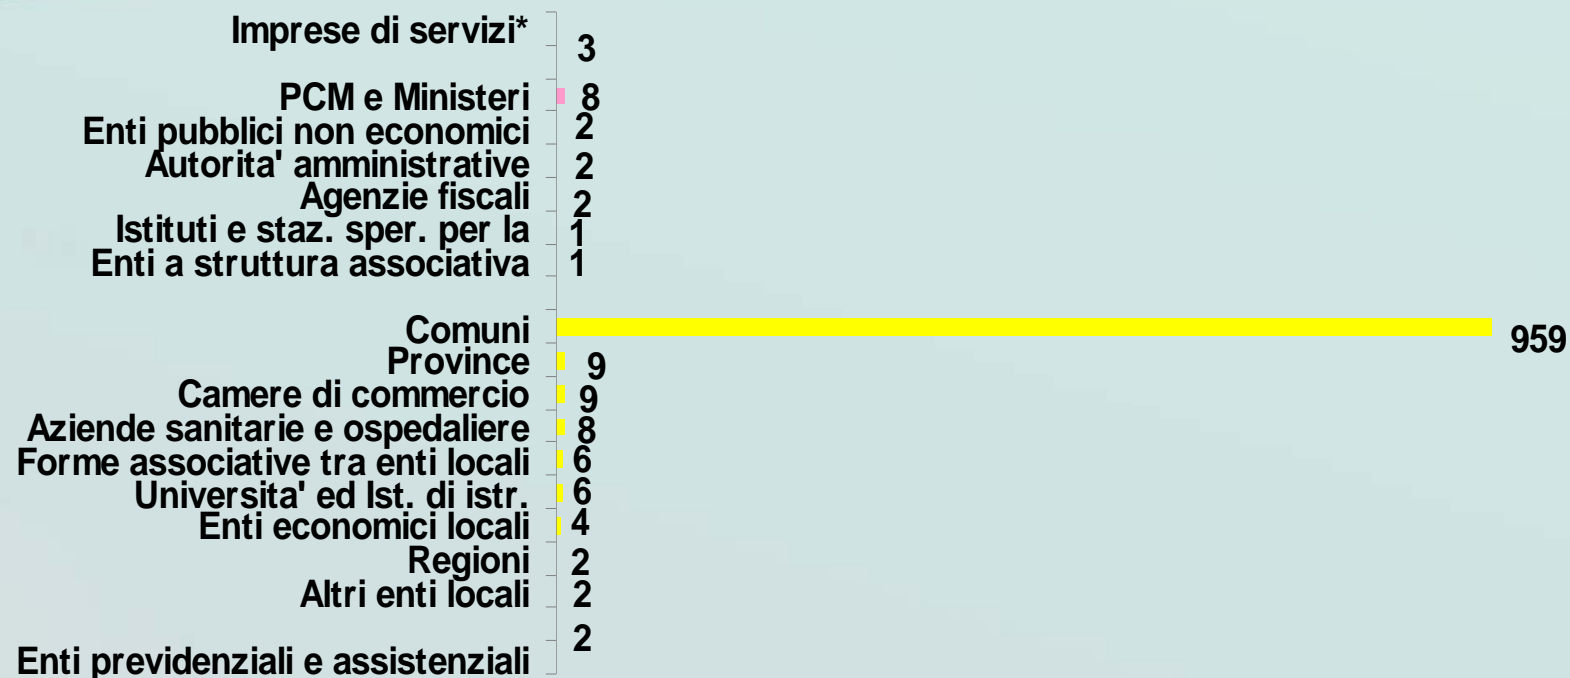 Imprese di servizi* 3
PCM e Ministeri 8
Enti pubblici non economici 2
Autorita' amministrative 2
Agenzie fiscali 2
Istituti e staz. sper. per la 1
Enti a struttura associativa 1
Comuni 959
Province 9
Camere di commercio 9
Aziende sanitarie e ospedaliere 8
Forme associative tra enti locali 6
Universita' ed Ist. di istr. 6
Enti economici locali 4
Regioni 2
Altri enti locali 2
Enti previdenziali e assistenziali 2